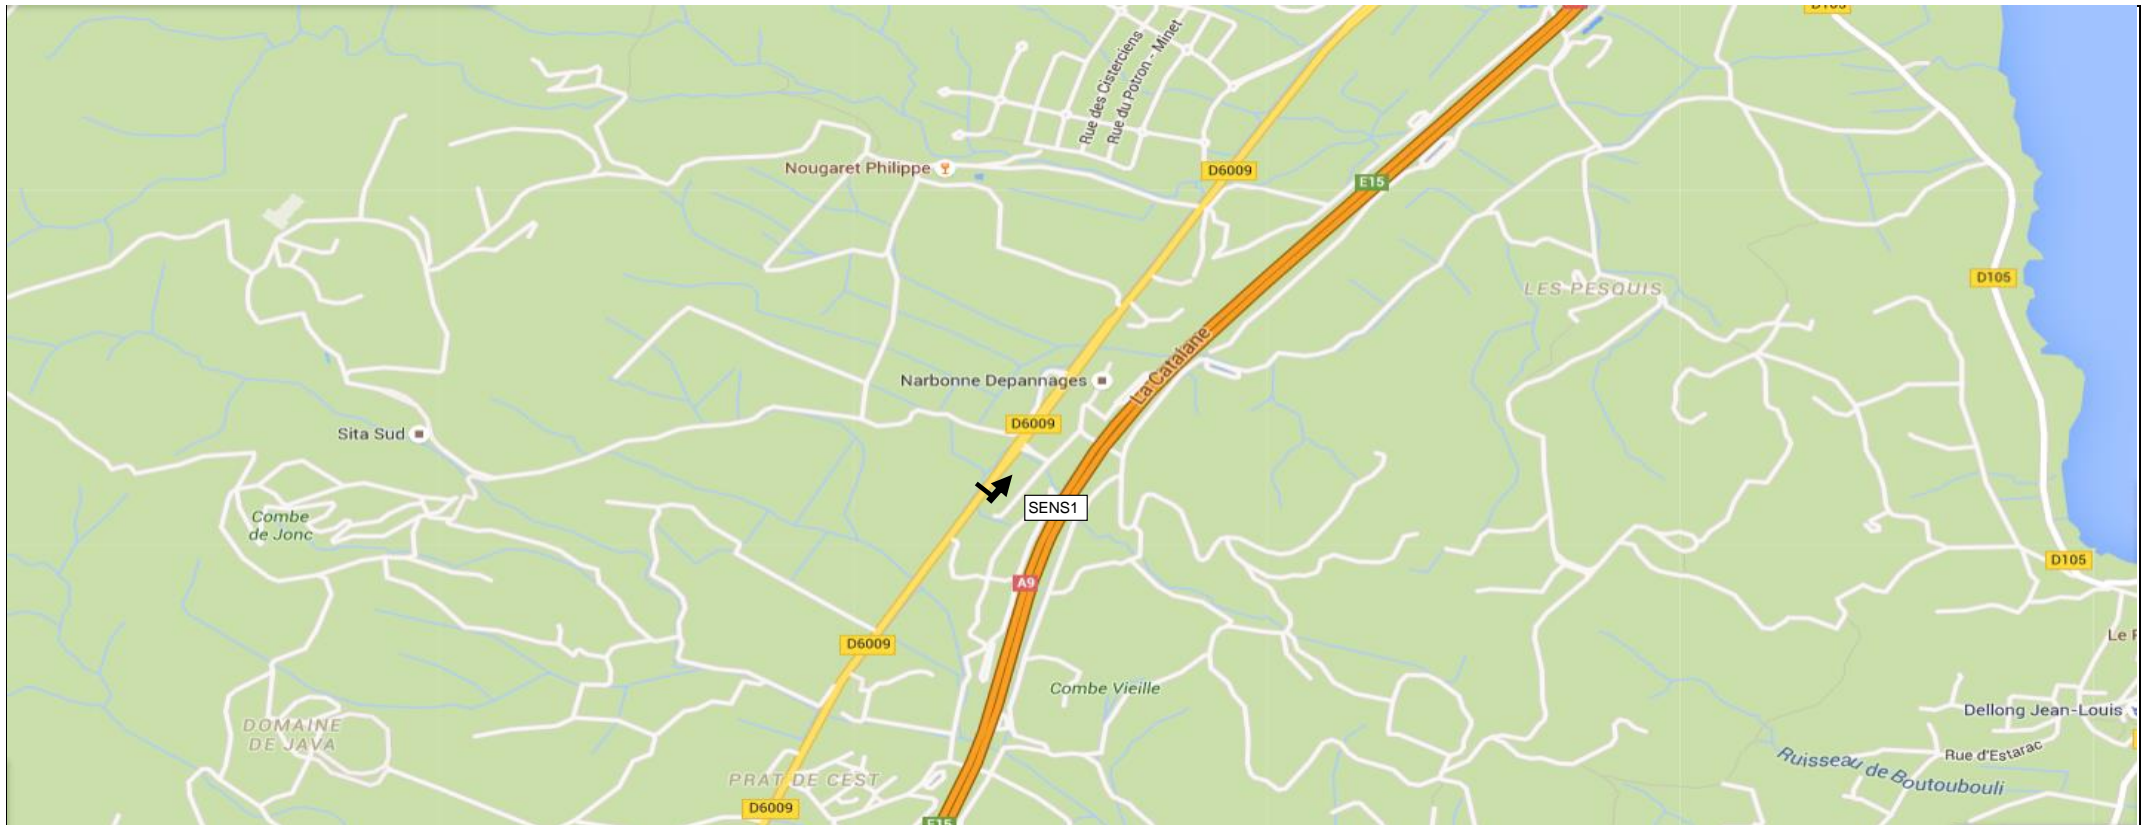 D105
Rue des Cisterciens
Rue du Potron - Minet
Nougaret Philippe
D6009
E15
D105
LES PESQUIS
La Catalane
Narbonne Depannages
D6009
Sita Sud
SENS1
Combe
de Jonc
D105
A9
D6009
Le
Combe Vieille
Dellong Jean-Louis
DOMAINE
DE JAVA
Rue d'Estarac
Ruisseau de Boutoubouli
PRAT DE CEST
D6009
E15